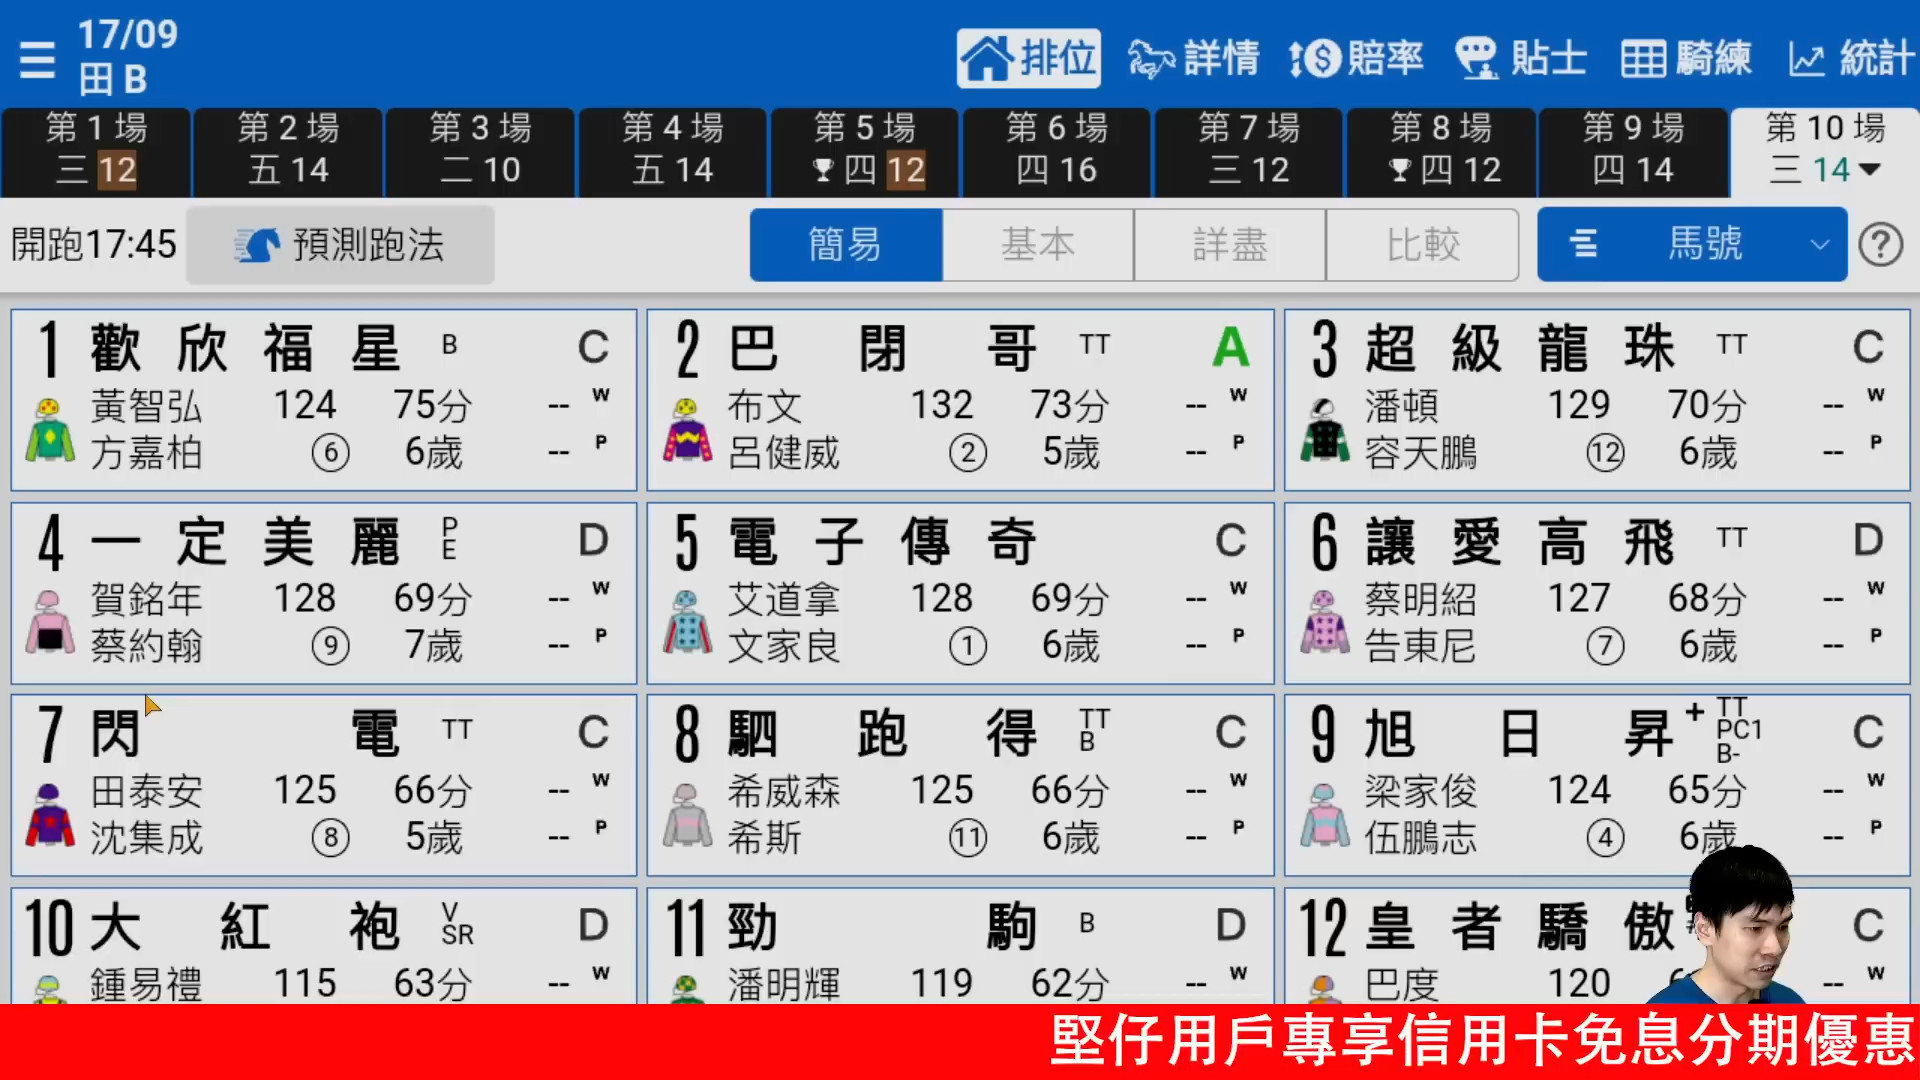 17/09
田 B
排位 詳情 賠率 貼士 騎練 統計
第 1 場 第 2 場 第 3 場 第 4 場 第 5 場 第 6 場 第 7 場 第 8 場 第 9 場 第 10 場
三 12 五 14 二 10 五 14 四 12 四 16 三 12 四 12 四 14 三 14
開跑17:45 預測跑法 簡易 基本 詳盡 比較 馬號 ?
1 歡欣福星 B C
黃智弘 124 75分 -- W
方嘉柏 6 6歲 -- P
2 巴閉哥 TT A
布文 132 73分 -- W
呂健威 2 5歲 -- P
3 超級龍珠 TT C
潘頓 129 70分 -- W
容天鵬 12 6歲 -- P
4 一定美麗 P E D
賀銘年 128 69分 -- W
蔡約翰 9 7歲 -- P
5 電子傳奇 C
艾道拿 128 69分 -- W
文家良 1 6歲 -- P
6 讓愛高飛 TT D
蔡明紹 127 68分 -- W
告東尼 7 6歲 -- P
7 閃電 TT C
田泰安 125 66分 -- W
沈集成 8 5歲 -- P
8 駟跑得 TT B C
希威森 125 66分 -- W
希斯 11 6歲 -- P
9 旭日昇 + TT PC1 B- C
梁家俊 124 65分 -- W
伍鵬志 4 6歲 -- P
10 大紅袍 V SR D
鍾易禮 115 63分 -- W
11 勁駒 B D
潘明輝 119 62分 -- W
12 皇者驕傲 C
巴度 120 -- W
堅仔用戶專享信用卡免息分期優惠